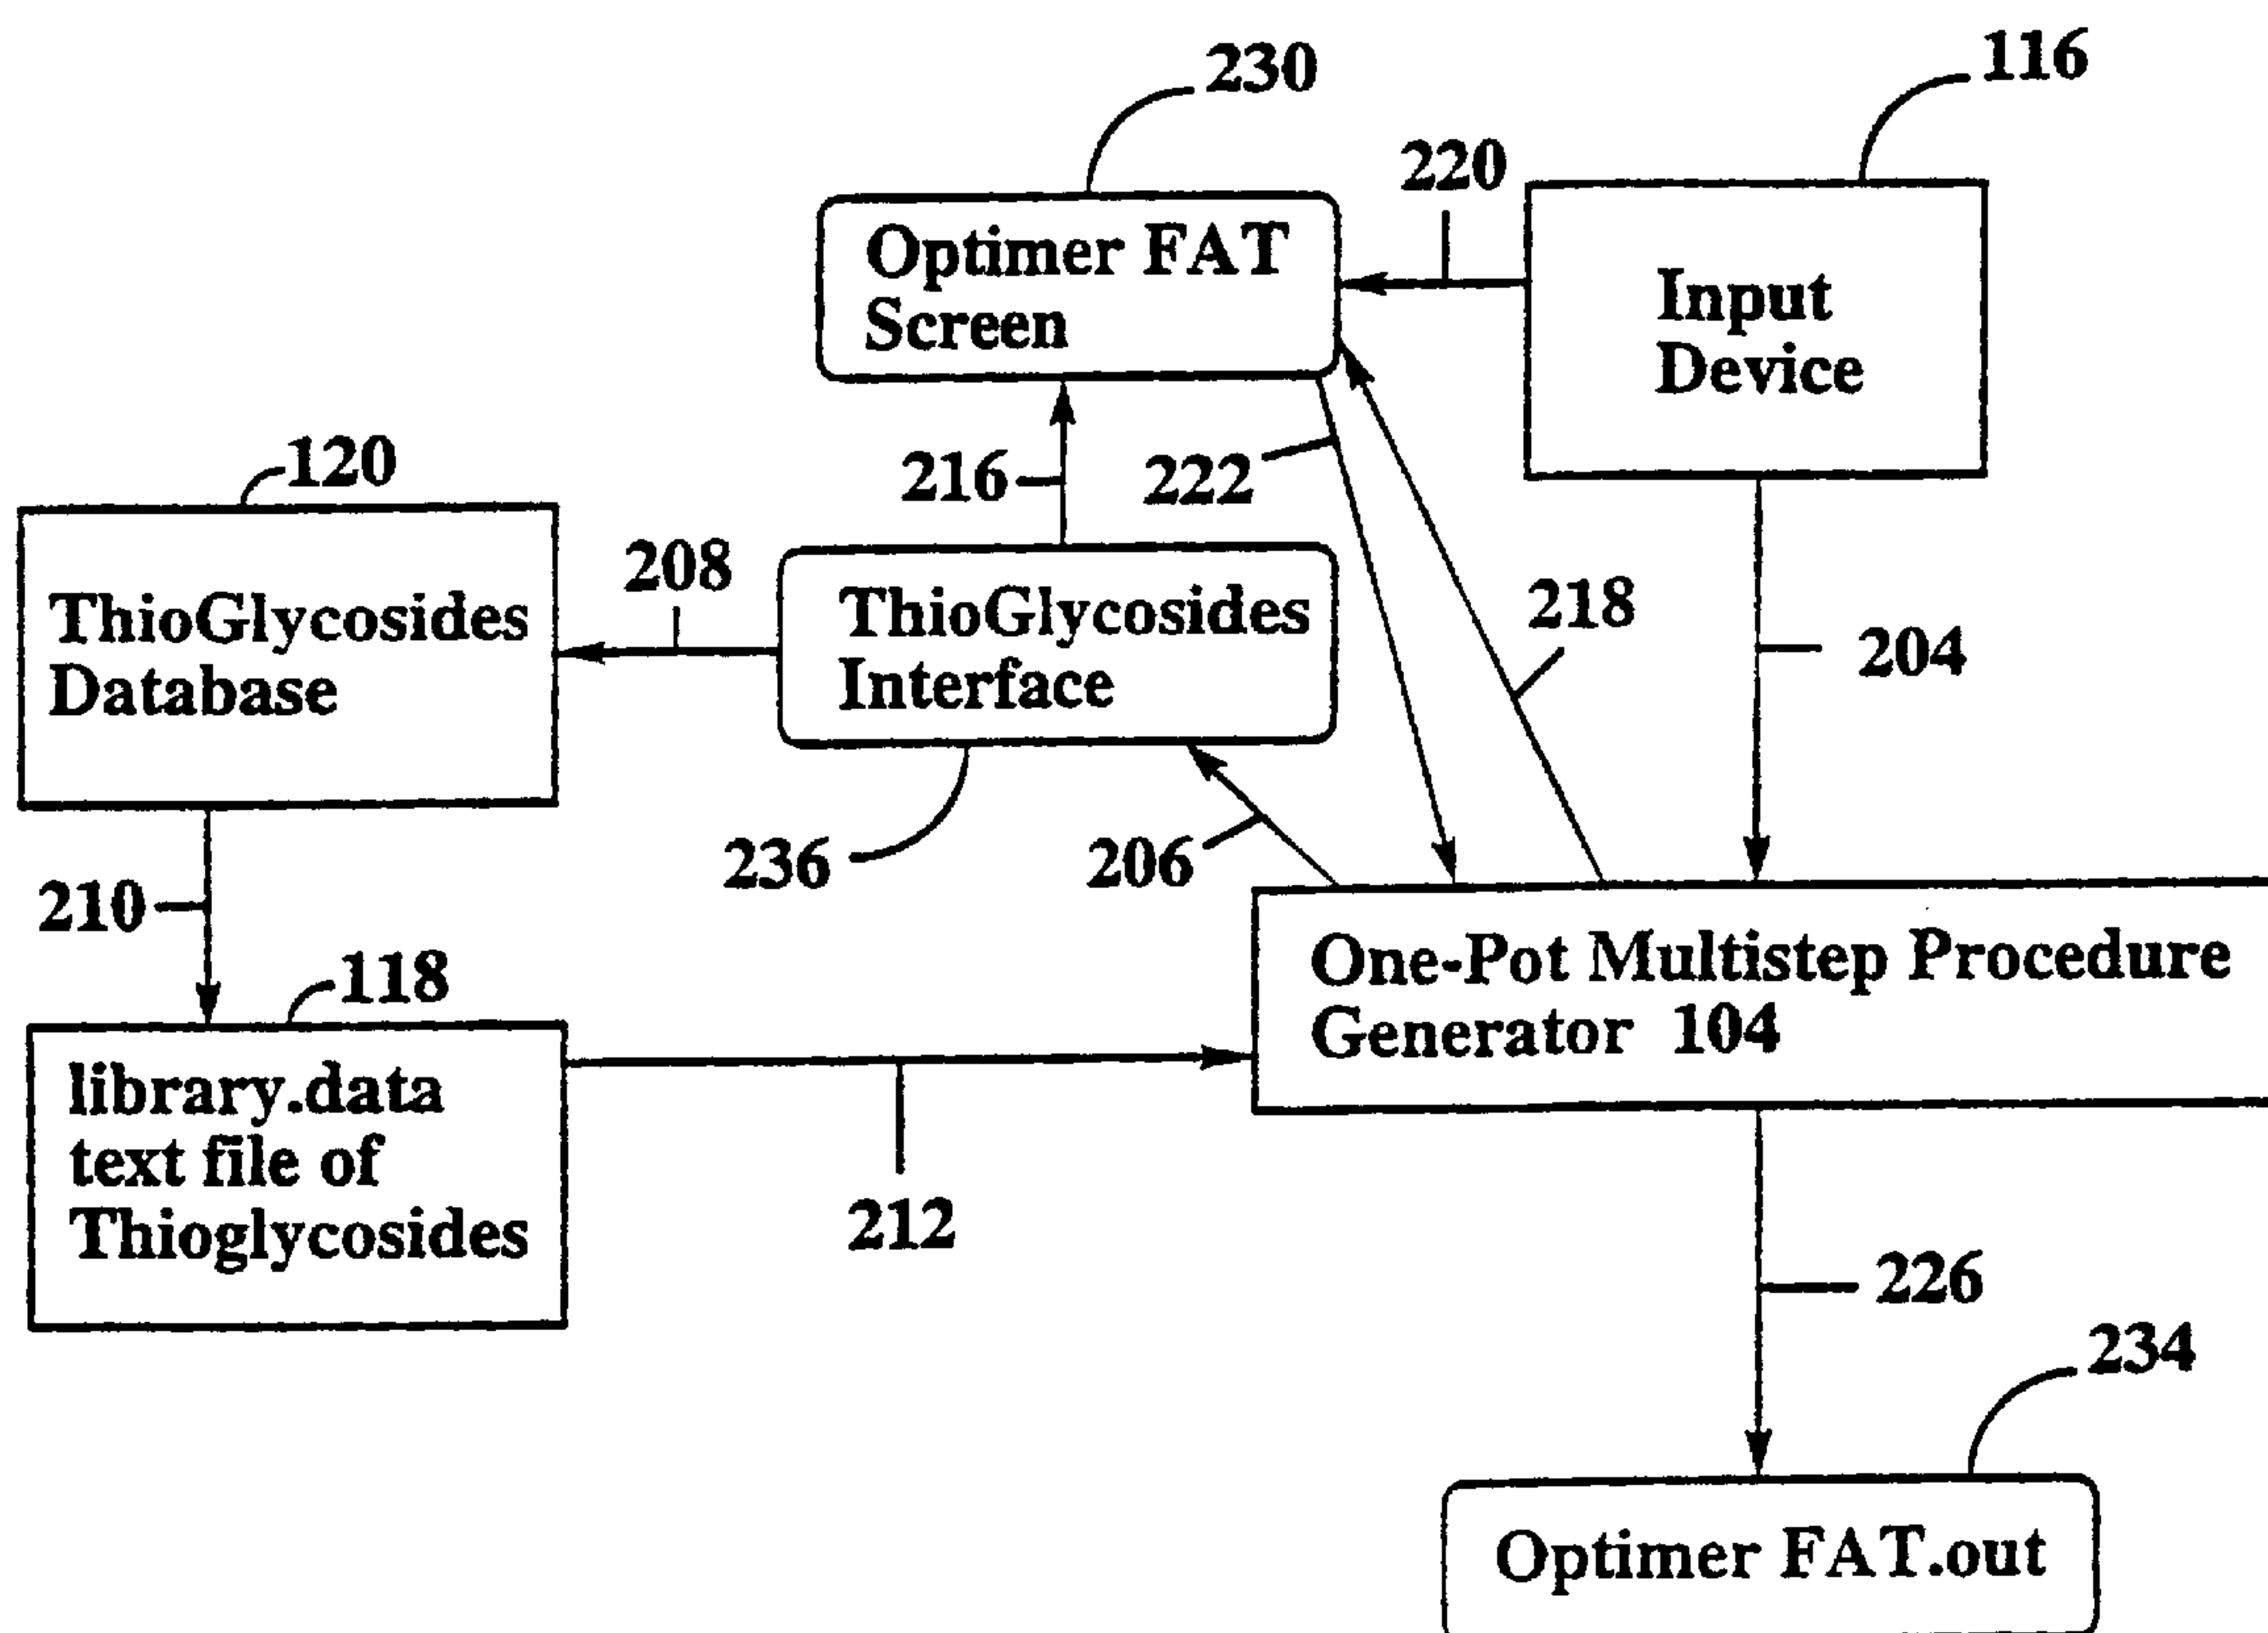 230
116
220
Optimer FAT
Screen
Input
Device
120
216
222
208
ThioGlycosides
Database
ThioGlycosides
Interface
218
204
236
206
210
118
One-Pot Multistep Procedure
Generator 104
library.data
text file of
Thioglycosides
212
226
234
Optimer FAT.out